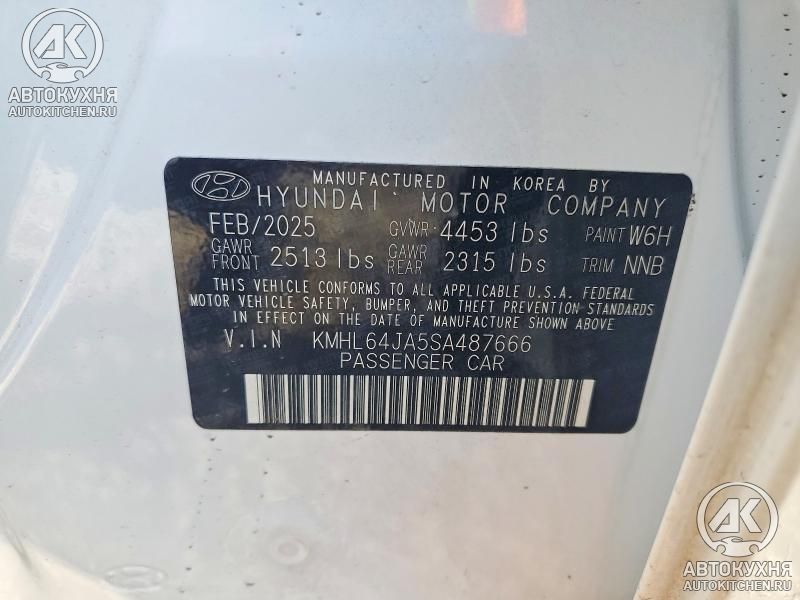 AK
АВТОКУХНЯ
AUTOKITCHEN.RU
MANUFACTURED IN KOREA BY
HYUNDAI MOTOR COMPANY
FEB/2025 GVWR 4453 lbs PAINT W6H
GAWR FRONT 2513 lbs GAWR REAR 2315 lbs TRIM NNB
THIS VEHICLE CONFORMS TO ALL APPLICABLE U.S.A. FEDERAL
MOTOR VEHICLE SAFETY, BUMPER, AND THEFT PREVENTION STANDARDS
IN EFFECT ON THE DATE OF MANUFACTURE SHOWN ABOVE
V.I.N KMHL64JA5SA487666
PASSENGER CAR
AK
АВТОКУХНЯ
AUTOKITCHEN.RU